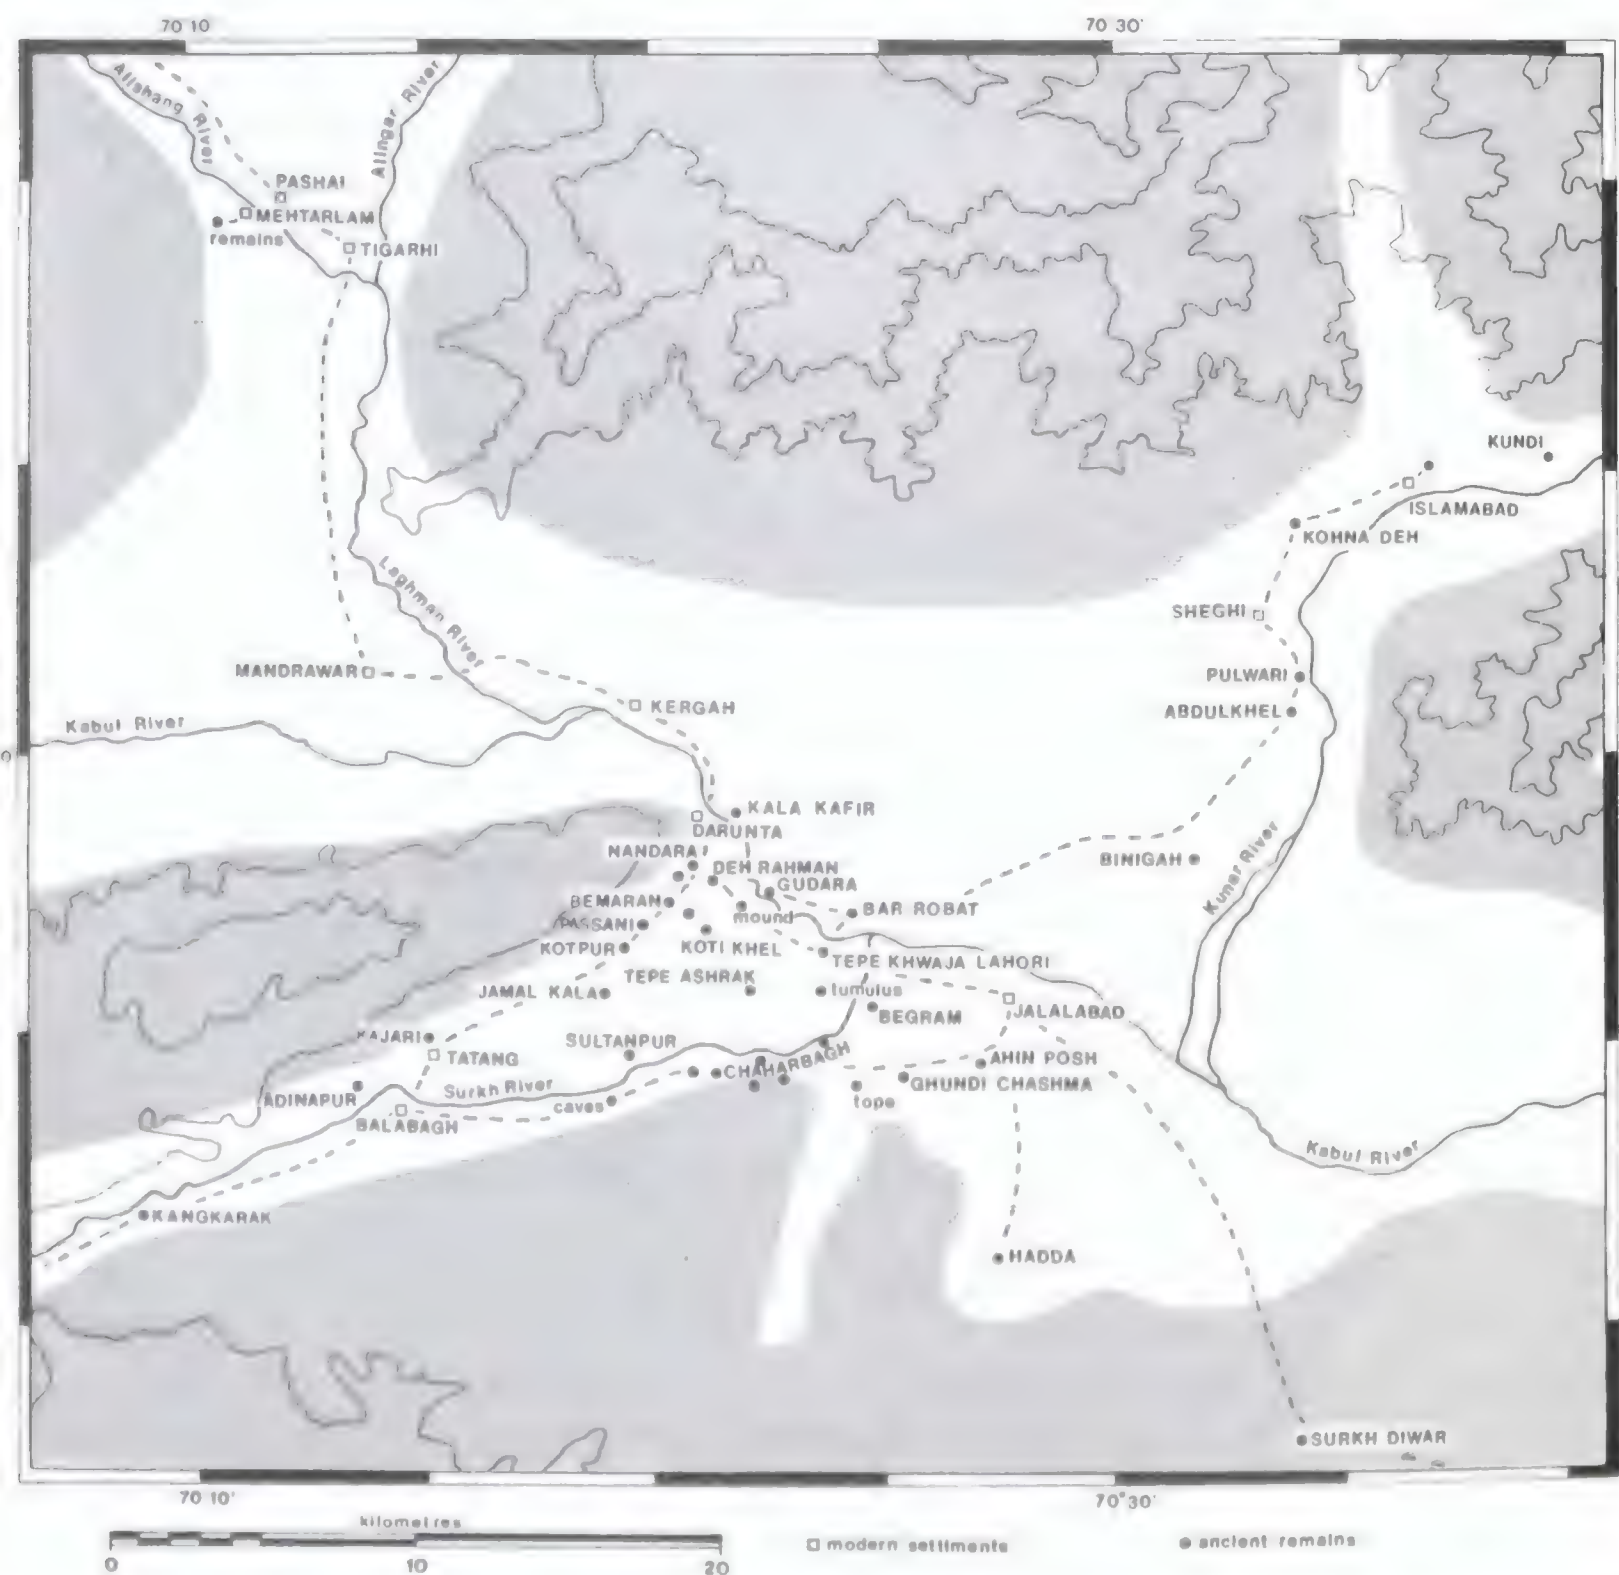 70 10
70 30'
Alishang River
Alingar River
PASHAI
MEHTARLAM
remains
TIGARHI
KUNDI
ISLAMABAD
KOHNA DEH
Laghman River
SHEGHI
MANDRAWAR
PULWARI
KERGAH
ABDULKHEL
Kabul River
KALA KAFIR
DARUNTA
NANDARA
DEH RAHMAN
BINIGAH
GUDARA
Kunar River
BEMARAN
BAR ROBAT
mound
PASSANI
KOTPUR
KOTI KHEL
TEPE KHWAJA LAHORI
TEPE ASHRAK
JAMAL KALA
tumulus
JALALABAD
BEGRAM
KAJARI
SULTANPUR
TATANG
AHIN POSH
CHAHARBAGH
GHUNDI CHASHMA
Surkh River
ADINAPUR
caves
tope
BALABAGH
Kabul River
KANGKARAK
HADDA
SURKH DIWAR
70 10'
70°30'
kilometres
0 10 20
modern settlments
ancient remains